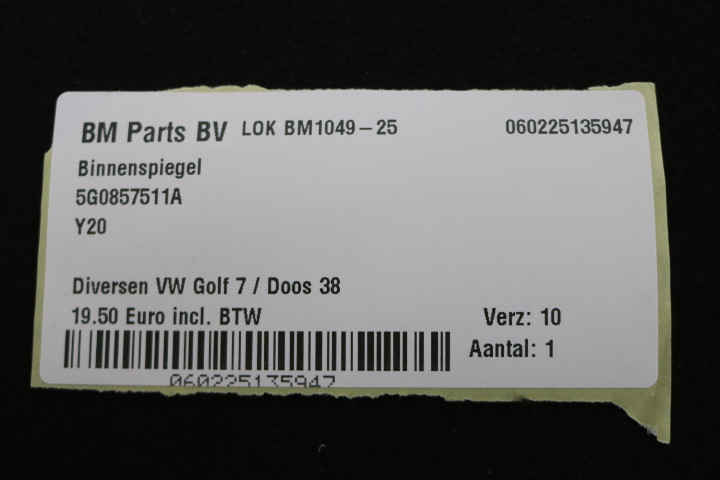 BM Parts BV LOK BM1049-25 060225135947
Binnenspiegel
5G0857511A
Y20
Diversen VW Golf 7 / Doos 38
19.50 Euro incl. BTW Verz: 10
Aantal: 1
060225135947